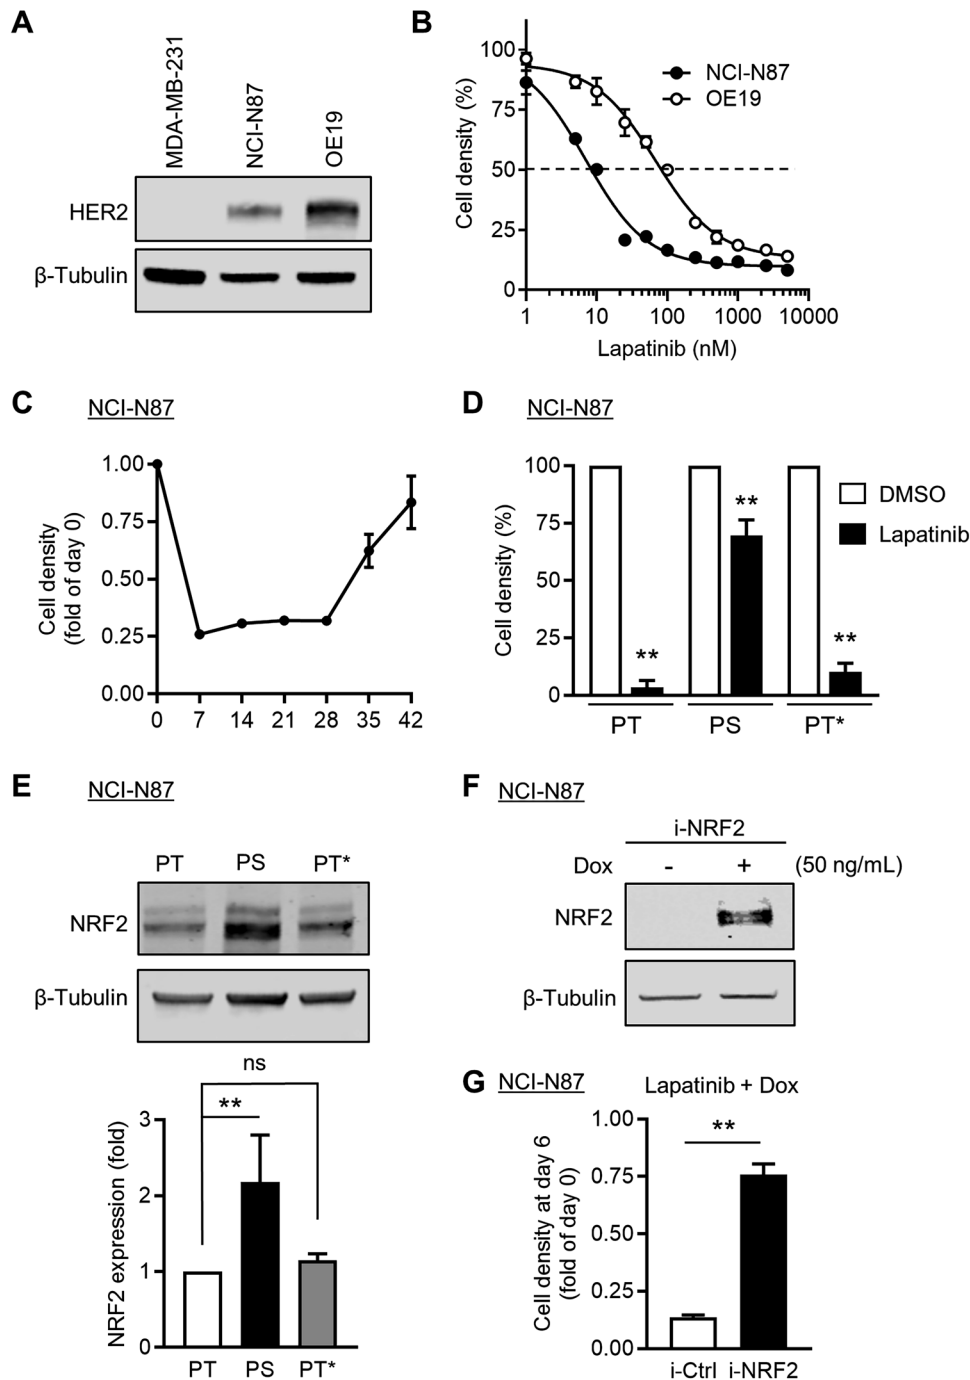 A
MDA-MB-231
NCI-N87
OE19
HER2
β-Tubulin
B
Cell density (%)
100
75
50
25
0
NCI-N87
OE19
1 10 100 1000 10000
Lapatinib (nM)
C
NCI-N87
Cell density
(fold of day 0)
1.00
0.75
0.50
0.25
0.00
0 7 14 21 28 35 42
D
NCI-N87
Cell density (%)
100
75
50
25
0
**
**
**
DMSO
Lapatinib
PT PS PT*
E
NCI-N87
PT PS PT*
NRF2
β-Tubulin
ns
**
NRF2 expression (fold)
3
2
1
0
PT PS PT*
F
NCI-N87
i-NRF2
Dox - + (50 ng/mL)
NRF2
β-Tubulin
G
NCI-N87
Lapatinib + Dox
**
Cell density at day 6
(fold of day 0)
1.00
0.75
0.50
0.25
0.00
i-Ctrl i-NRF2